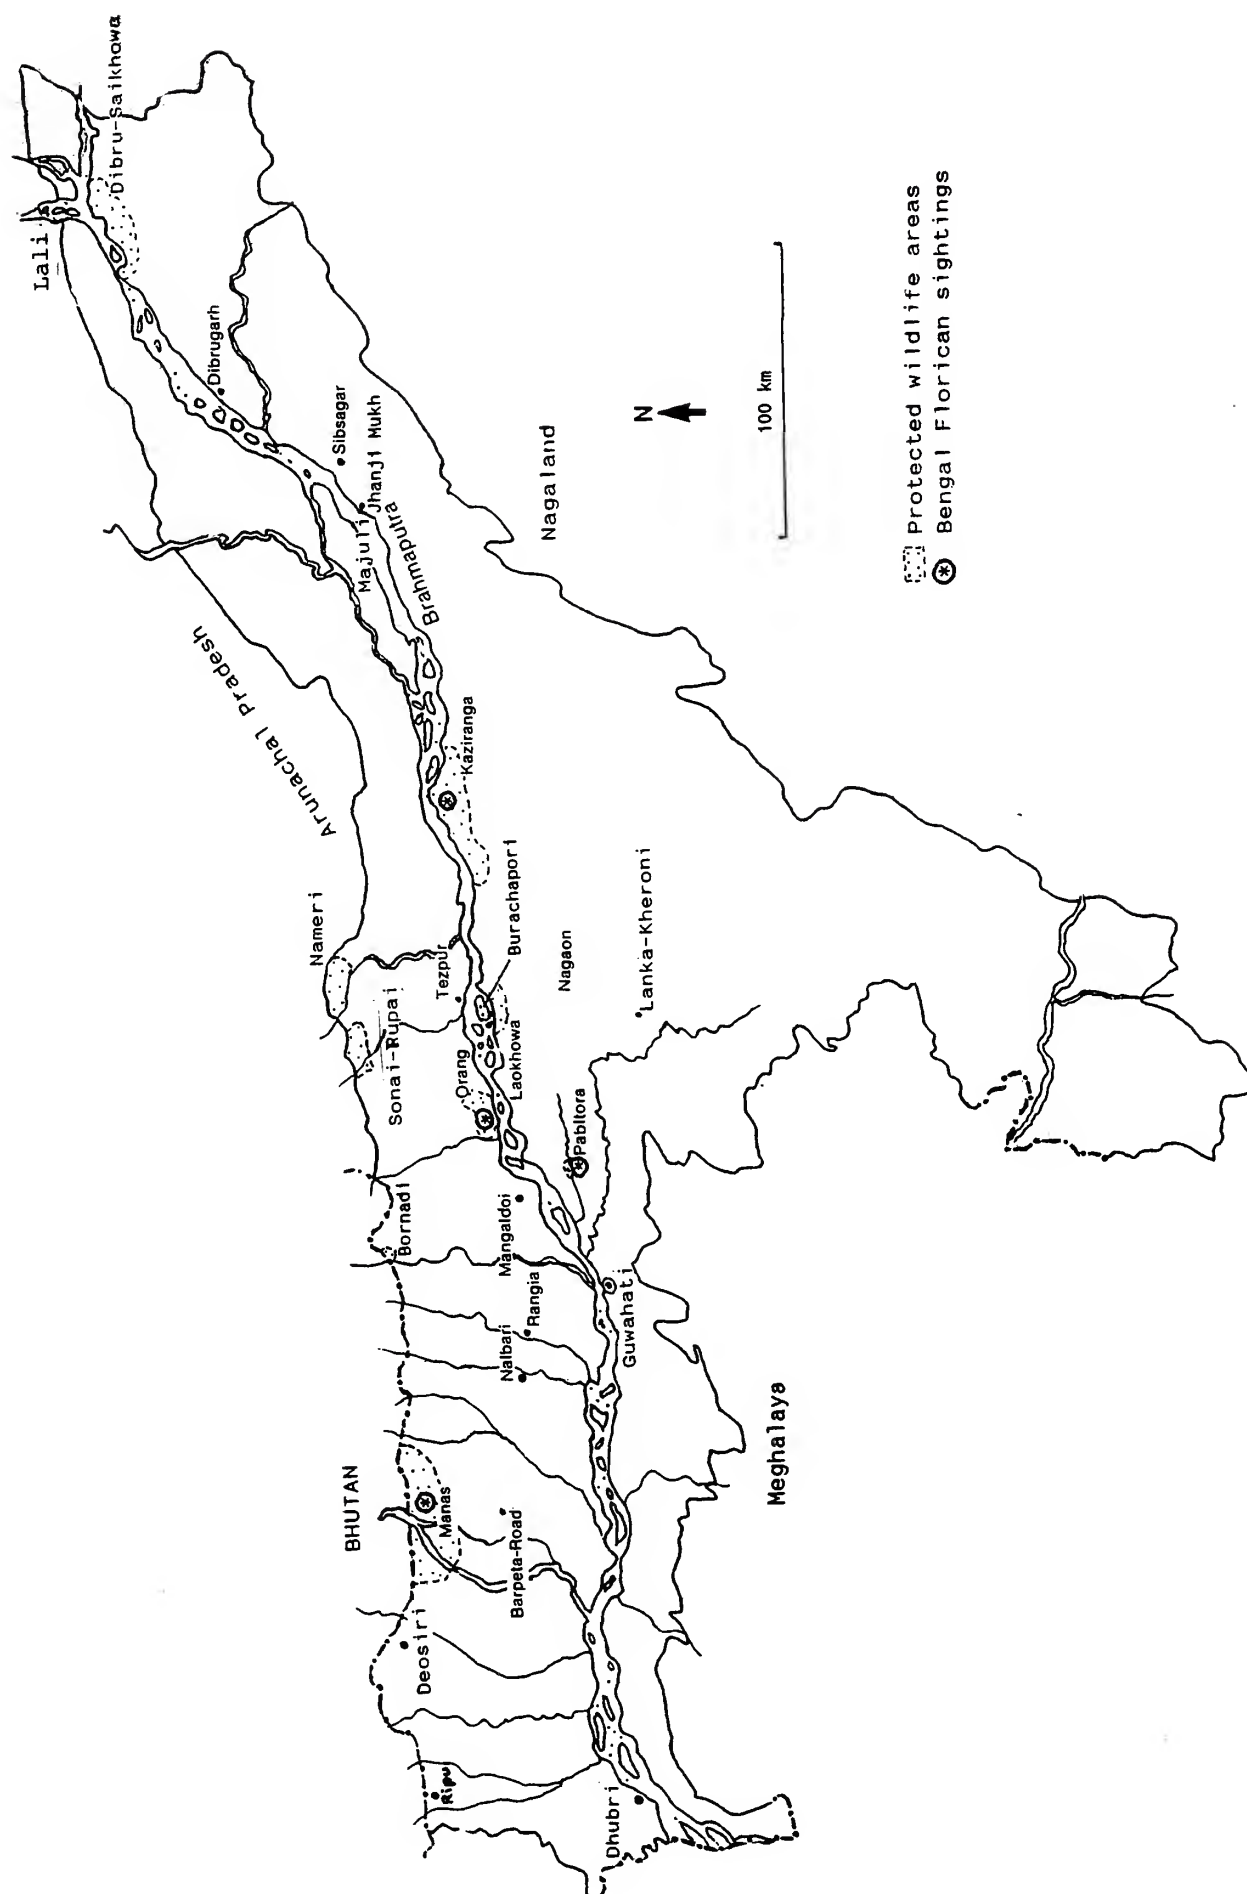 Lali
Dibru-Saikhowa
Dibrugarh
Sibsagar
Jhanji Mukh
Majuli
Brahmaputra
Arunachal Pradesh
Nagaland
Kaziranga
Nameri
Sonai-Rupai
Tezpur
Burachapori
Orang
Laokhowa
Nagaon
Lanka-Kheroni
Pabitora
Bornadi
Mangaldoi
Rangia
Nalbari
Guwahati
BHUTAN
Manas
Barpeta-Road
Meghalaya
Deosiri
Ripu
Dhubri
N
100 km
Protected wildlife areas
Bengal Florican sightings